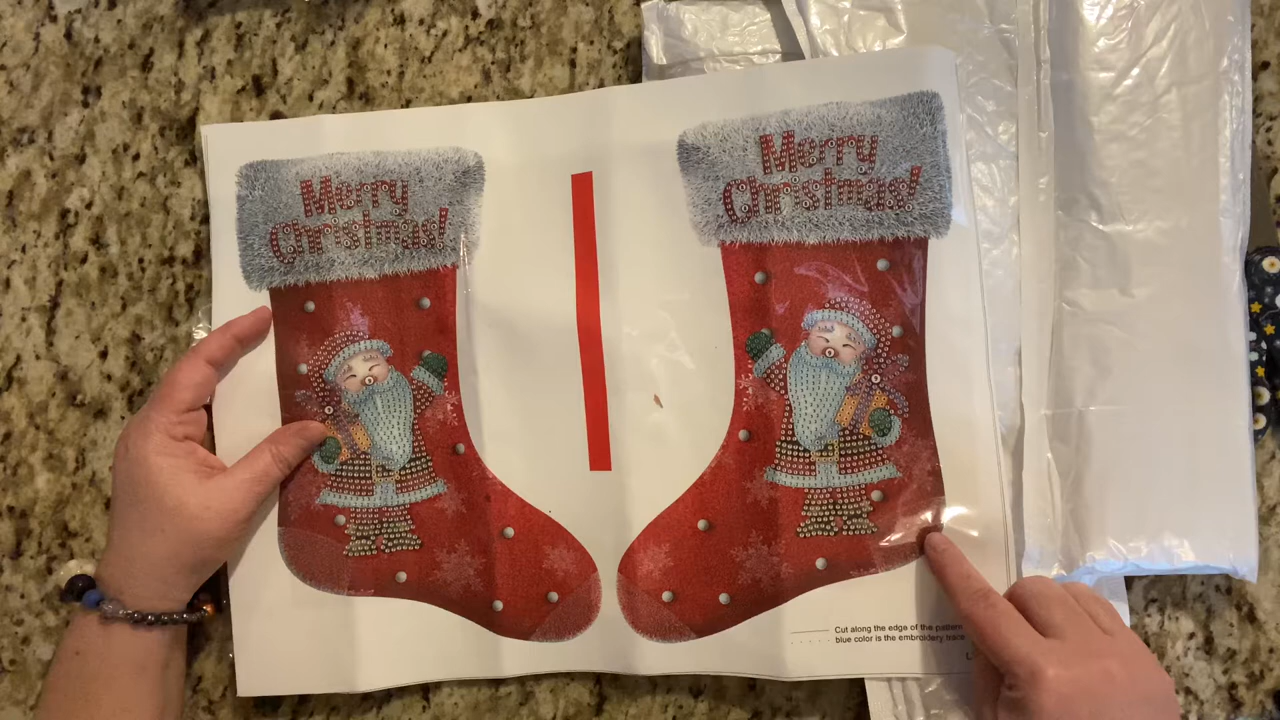 Merry
Christmas!
Merry
Christmas!
Cut along the edge of the pattern
blue color is the embroidery trace